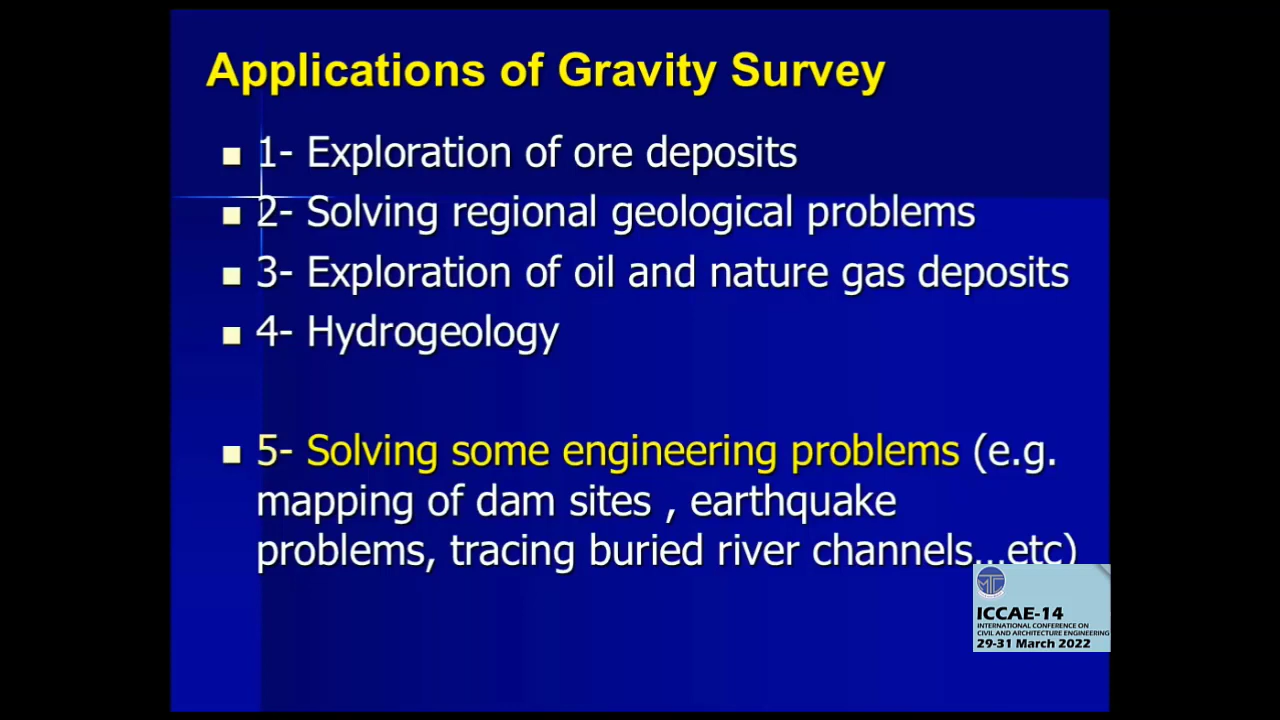 Applications of Gravity Survey
1- Exploration of ore deposits
2- Solving regional geological problems
3- Exploration of oil and nature gas deposits
4- Hydrogeology
5- Solving some engineering problems (e.g.
mapping of dam sites , earthquake
problems, tracing buried river channels...etc)
MTC
ICCAE-14
INTERNATIONAL CONFERENCE ON
CIVIL AND ARCHITECTURE ENGINEERING
29-31 March 2022